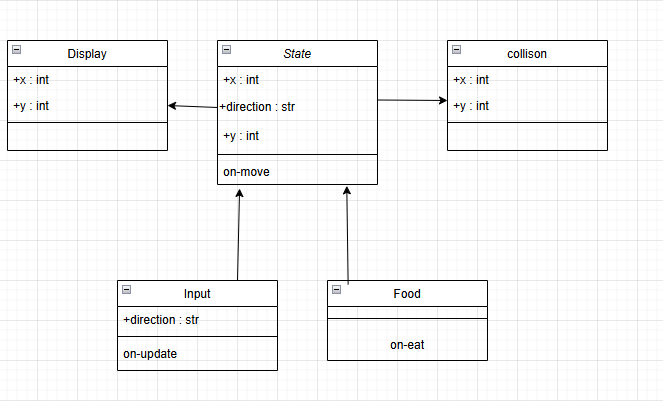 Display
+x : int
+y : int
State
+x : int
+direction : str
+y : int
on-move
collison
+x : int
+y : int
Input
+direction : str
on-update
Food
on-eat